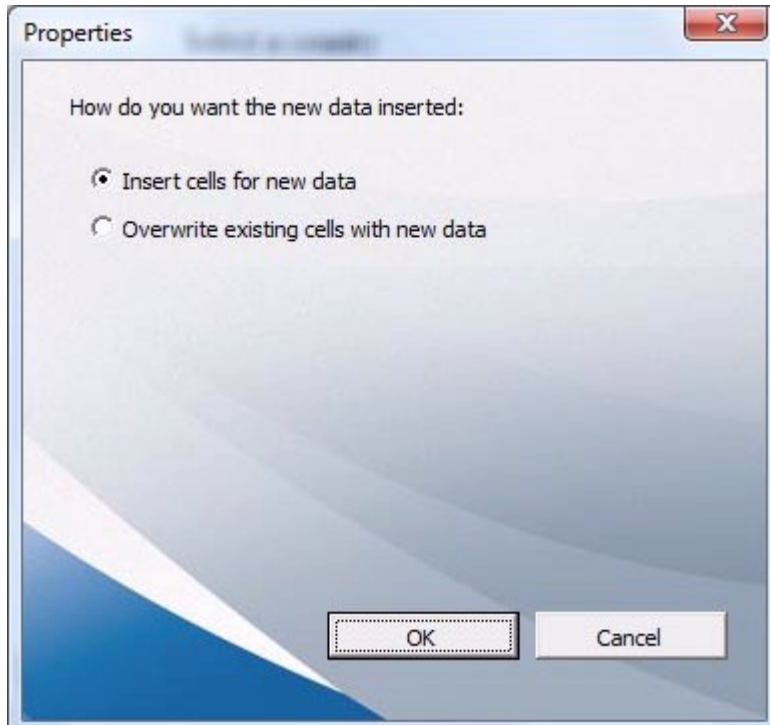 Properties
How do you want the new data inserted:
Insert cells for new data
Overwrite existing cells with new data
OK
Cancel